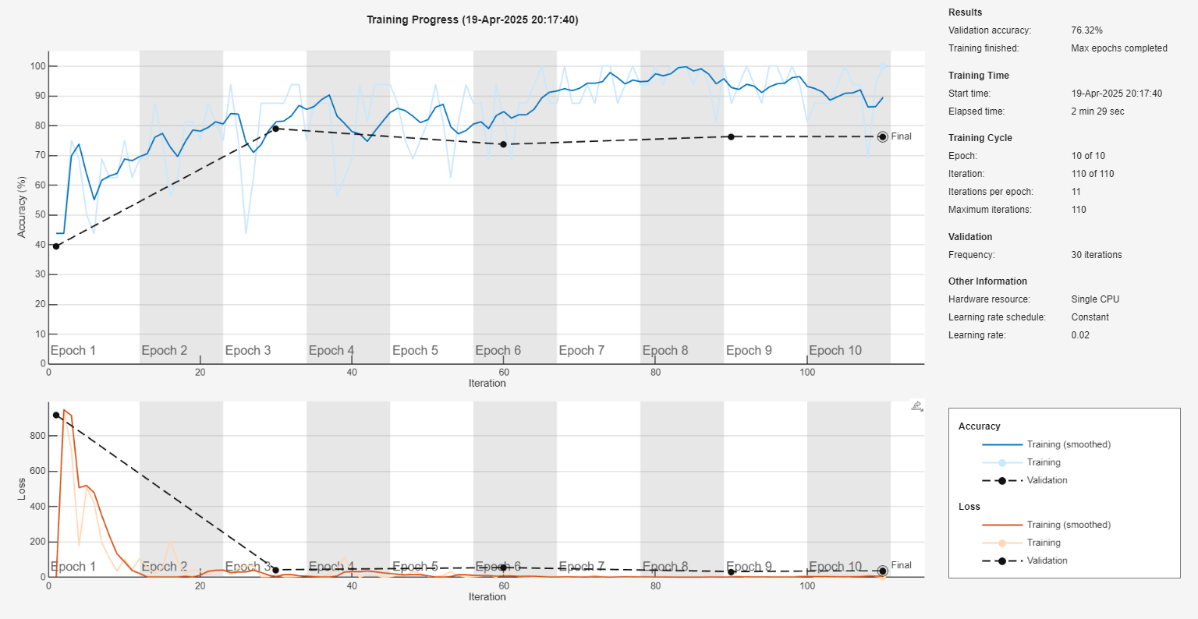 Training Progress (19-Apr-2025 20:17:40)
100
90
80
70
60
50
40
30
20
10
0
Accuracy (%)
Final
Epoch 1 Epoch 2 Epoch 3 Epoch 4 Epoch 5 Epoch 6 Epoch 7 Epoch 8 Epoch 9 Epoch 10
0 20 40 60 80 100
Iteration
800
600
400
200
0
Loss
Final
Epoch 1 Epoch 2 Epoch 3 Epoch 4 Epoch 5 Epoch 6 Epoch 7 Epoch 8 Epoch 9 Epoch 10
0 20 40 60 80 100
Iteration
Results
Validation accuracy: 76.32%
Training finished: Max epochs completed
Training Time
Start time: 19-Apr-2025 20:17:40
Elapsed time: 2 min 29 sec
Training Cycle
Epoch: 10 of 10
Iteration: 110 of 110
Iterations per epoch: 11
Maximum iterations: 110
Validation
Frequency: 30 iterations
Other Information
Hardware resource: Single CPU
Learning rate schedule: Constant
Learning rate: 0.02
Accuracy
Training (smoothed)
Training
Validation
Loss
Training (smoothed)
Training
Validation